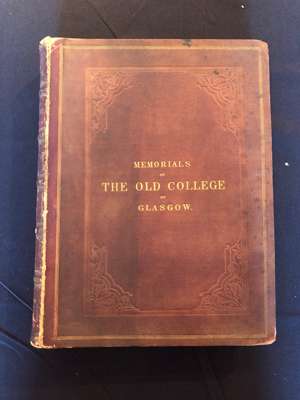 MEMORIALS
OF
THE OLD COLLEGE
OF
GLASGOW.